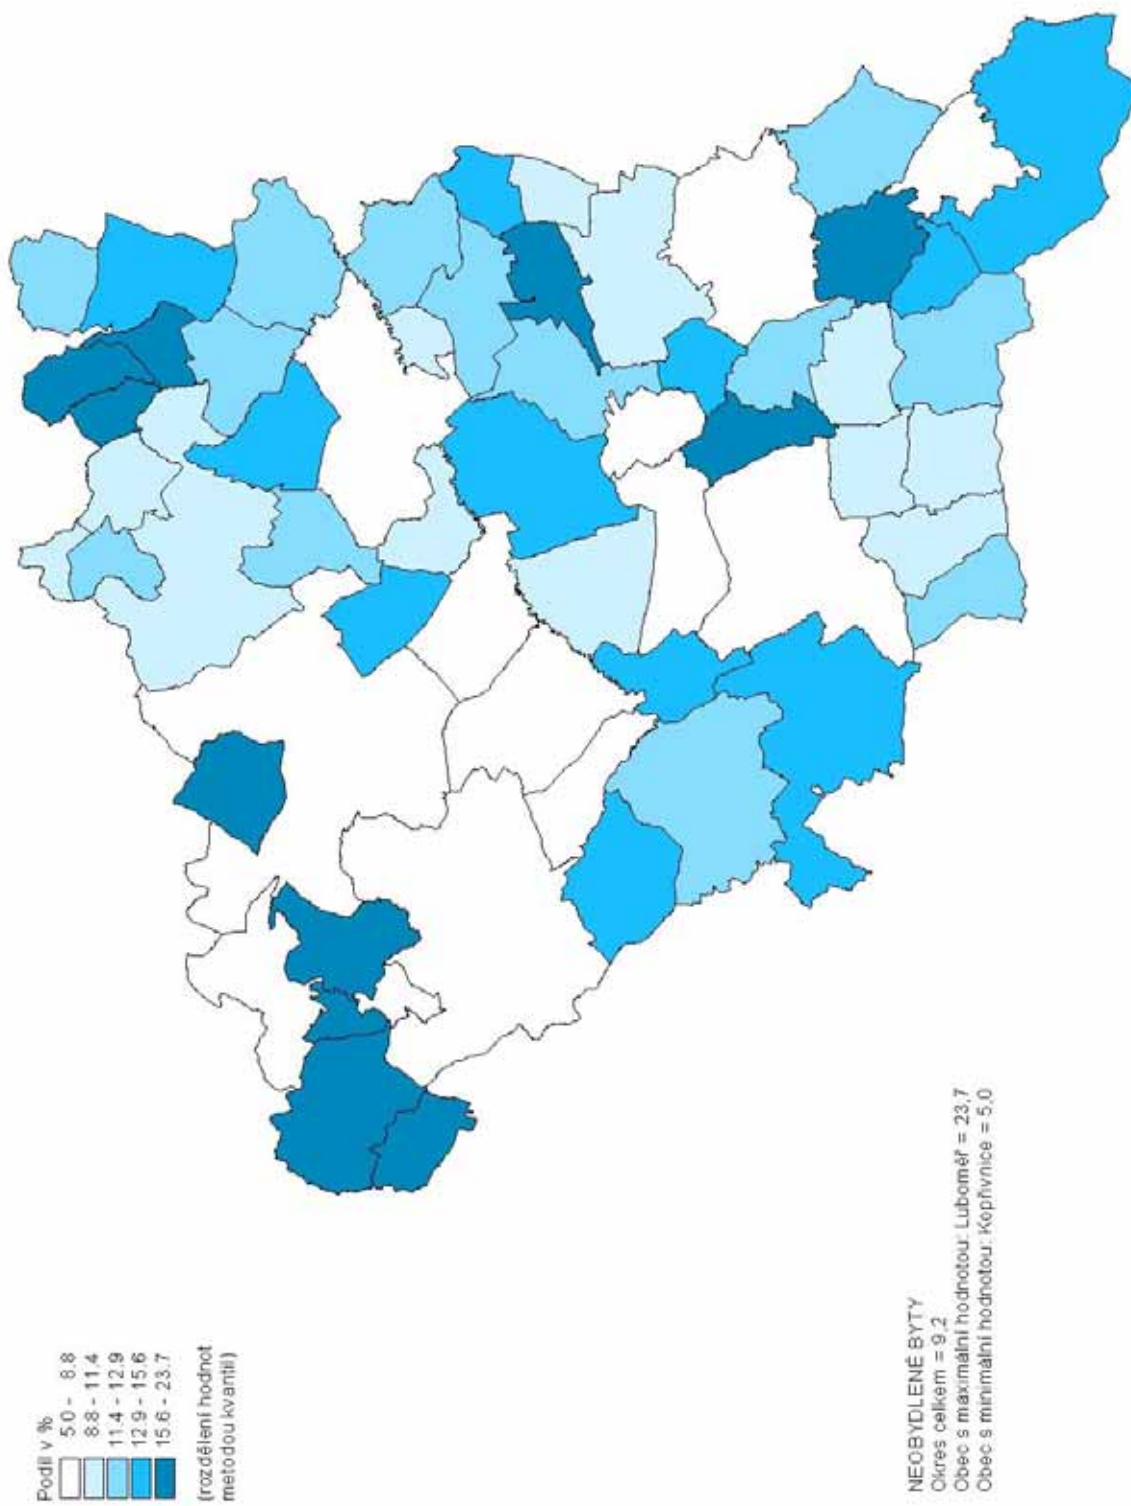 Podíl v %
5.0 - 8.8
8.8 - 11.4
11.4 - 12.9
12.9 - 15.6
15.6 - 23.7
(rozdělení hodnot
metodou kvantil)
NEOBYDLENÉ BYTY
Okres celkem = 9,2
Obec s maximální hodnotou: Luboměř = 23,7
Obec s minimální hodnotou: Kopřivnice = 5,0